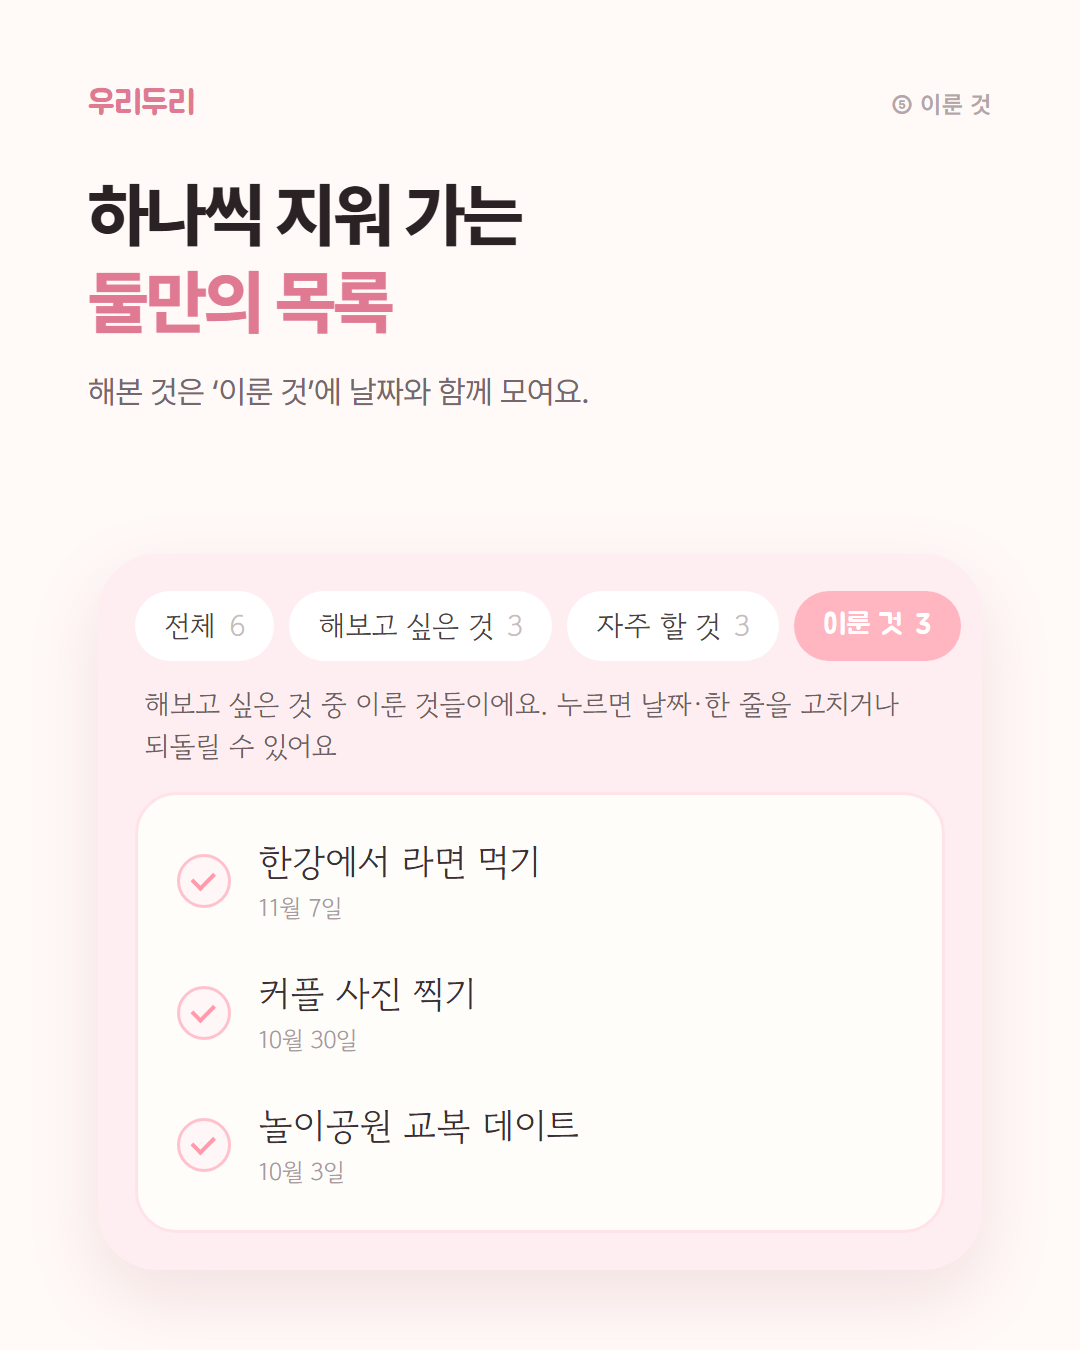 우리두리
⑤ 이룬 것
하나씩 지워 가는
둘만의 목록
해본 것은 ‘이룬 것’에 날짜와 함께 모여요.
전체 6 해보고 싶은 것 3 자주 할 것 3 이룬 것 3
해보고 싶은 것 중 이룬 것들이에요. 누르면 날짜·한 줄을 고치거나
되돌릴 수 있어요
한강에서 라면 먹기
11월 7일
커플 사진 찍기
10월 30일
놀이공원 교복 데이트
10월 3일